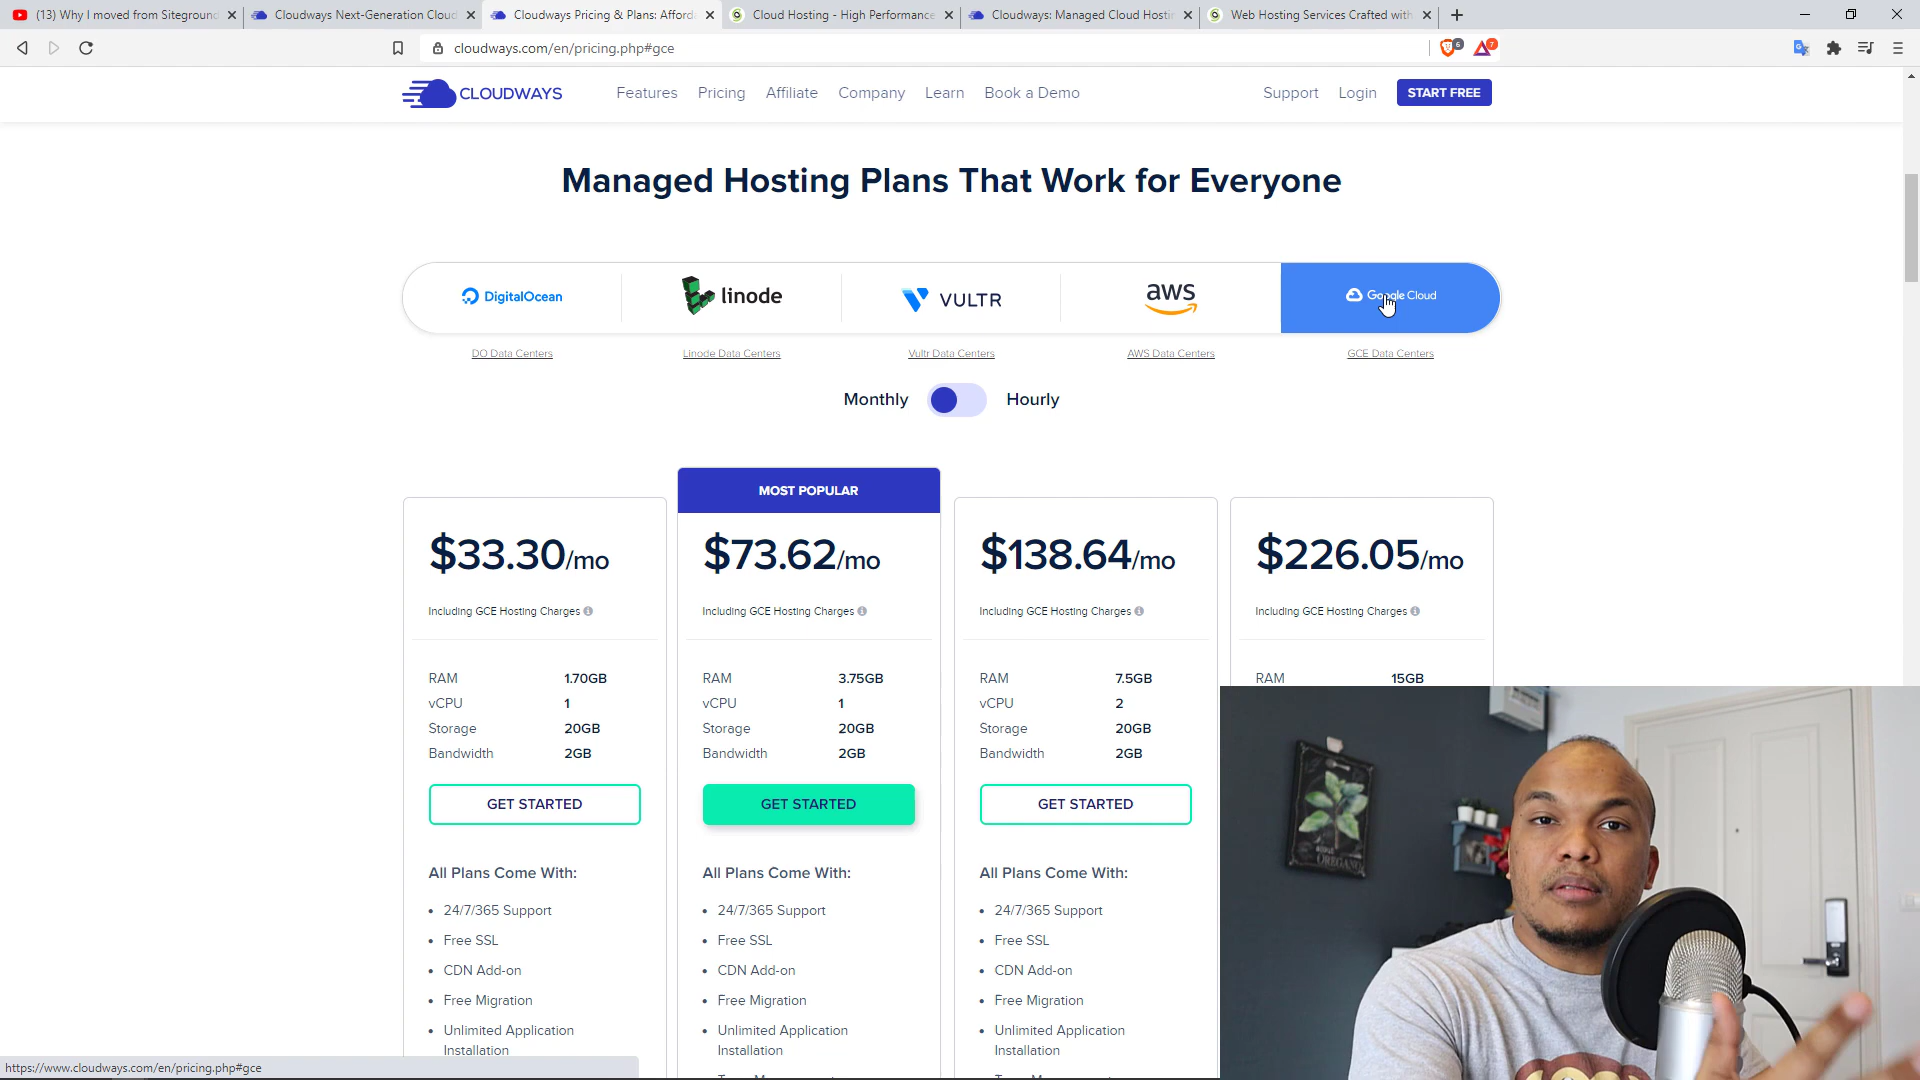 (13) Why I moved from Siteground
Cloudways Next-Generation Cloud
Cloudways Pricing & Plans: Afford
Cloud Hosting - High Performance
Cloudways: Managed Cloud Hostin
Web Hosting Services Crafted with
cloudways.com/en/pricing.php#gce
6
7
CLOUDWAYS
Features
Pricing
Affiliate
Company
Learn
Book a Demo
Support
Login
START FREE
Managed Hosting Plans That Work for Everyone
DigitalOcean
linode
VULTR
aws
Google Cloud
DO Data Centers
Linode Data Centers
Vultr Data Centers
AWS Data Centers
GCE Data Centers
Monthly
Hourly
MOST POPULAR
$33.30/mo
Including GCE Hosting Charges
RAM 1.70GB
vCPU 1
Storage 20GB
Bandwidth 2GB
GET STARTED
All Plans Come With:
24/7/365 Support
Free SSL
CDN Add-on
Free Migration
Unlimited Application
Installation
$73.62/mo
Including GCE Hosting Charges
RAM 3.75GB
vCPU 1
Storage 20GB
Bandwidth 2GB
GET STARTED
All Plans Come With:
24/7/365 Support
Free SSL
CDN Add-on
Free Migration
Unlimited Application
Installation
$138.64/mo
Including GCE Hosting Charges
RAM 7.5GB
vCPU 2
Storage 20GB
Bandwidth 2GB
GET STARTED
All Plans Come With:
24/7/365 Support
Free SSL
CDN Add-on
Free Migration
Unlimited Application
Installation
$226.05/mo
Including GCE Hosting Charges
RAM 15GB
OREGANO
https://www.cloudways.com/en/pricing.php#gce